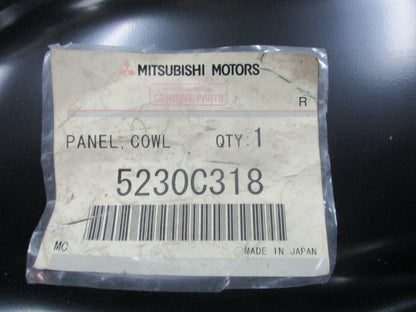 MITSUBISHI MOTORS
GENUINE PARTS
R
PANEL, COWL QTY: 1
5230C318
MC MADE IN JAPAN